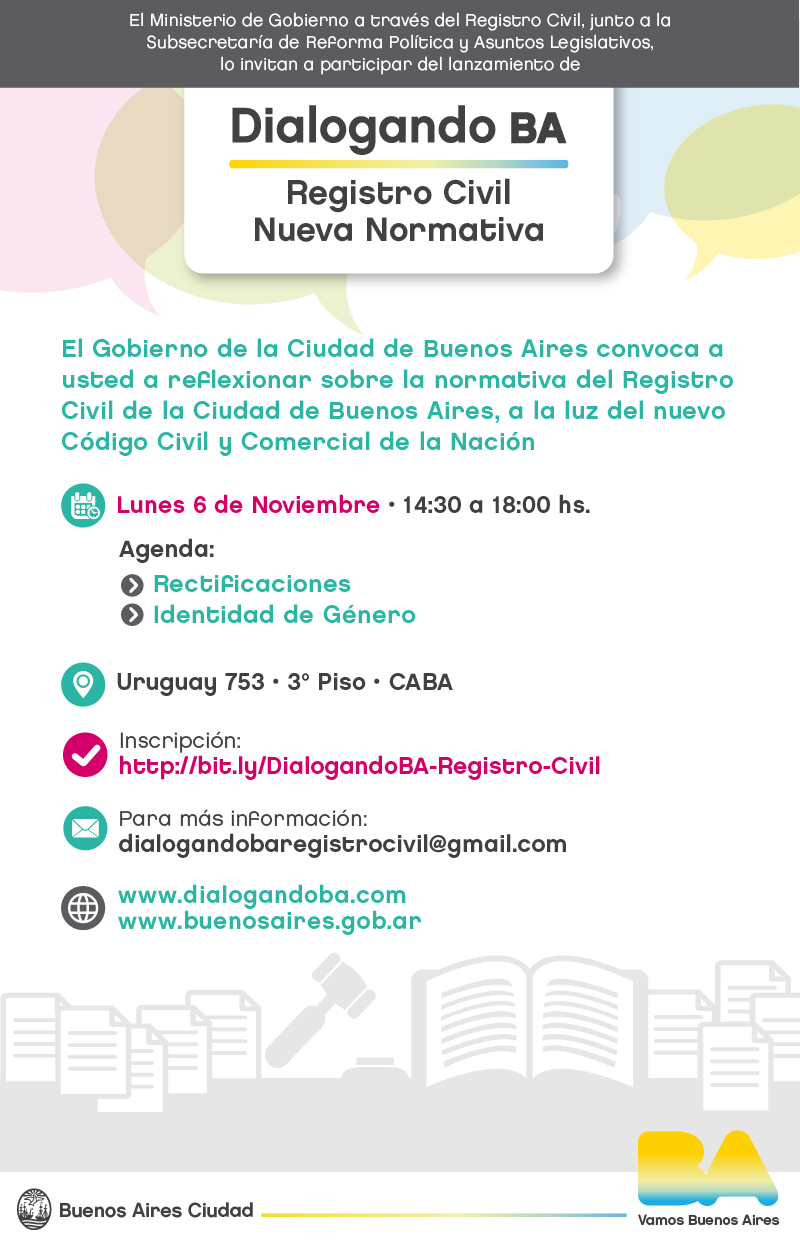 El Ministerio de Gobierno a través del Registro Civil, junto a la
Subsecretaría de Reforma Política y Asuntos Legislativos,
lo invitan a participar del lanzamiento de
Dialogando BA
Registro Civil
Nueva Normativa
El Gobierno de la Ciudad de Buenos Aires convoca a
usted a reflexionar sobre la normativa del Registro
Civil de la Ciudad de Buenos Aires, a la luz del nuevo
Código Civil y Comercial de la Nación
Lunes 6 de Noviembre • 14:30 a 18:00 hs.
Agenda:
Rectificaciones
Identidad de Género
Uruguay 753 • 3° Piso • CABA
Inscripción:
http://bit.ly/DialogandoBA-Registro-Civil
Para más información:
dialogandobaregistrocivil@gmail.com
www.dialogandoba.com
www.buenosaires.gob.ar
Buenos Aires Ciudad
BA
Vamos Buenos Aires